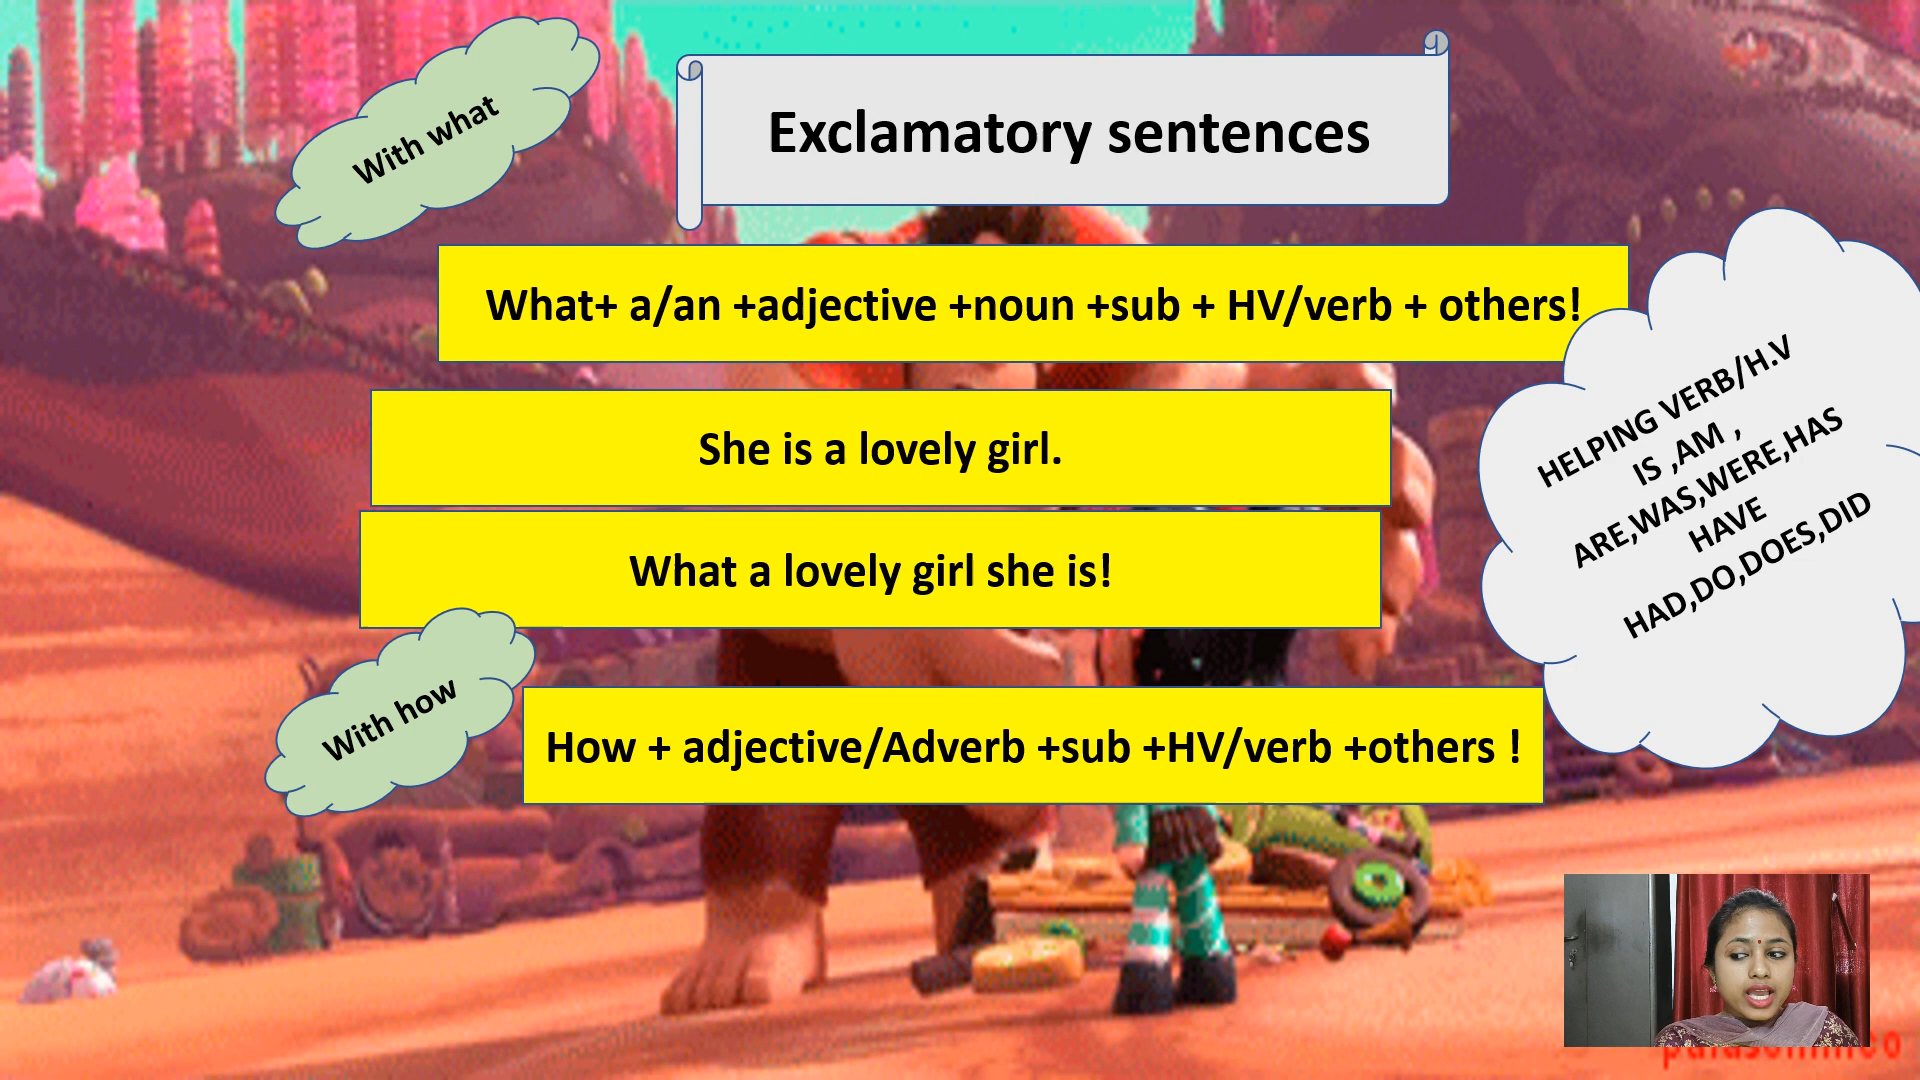 With what
Exclamatory sentences
What+ a/an +adjective +noun +sub + HV/verb + others!
She is a lovely girl.
What a lovely girl she is!
With how
How + adjective/Adverb +sub +HV/verb +others !
HELPING VERB/H.V
IS ,AM ,
ARE,WAS,WERE,HAS
HAVE
HAD,DO,DOES,DID